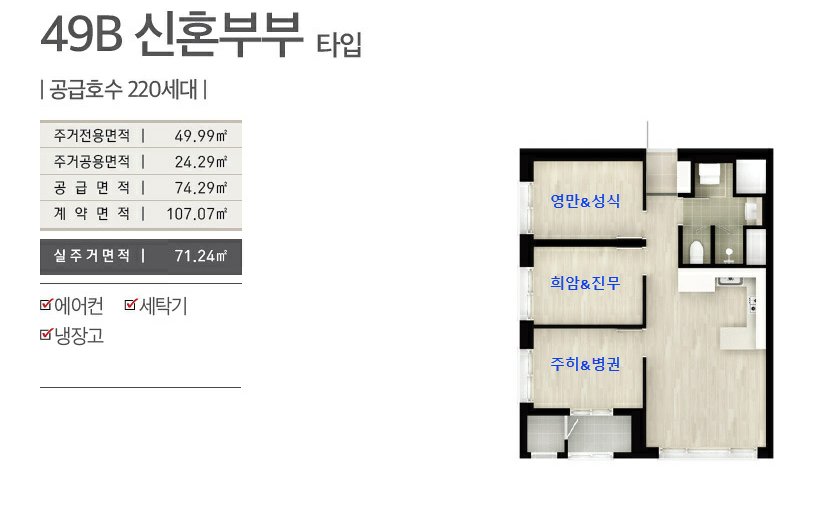 49B 신혼부부 타입
| 공급호수 220세대 |
주거전용면적 | 49.99㎡
주거공용면적 | 24.29㎡
공 급 면 적 | 74.29㎡
계 약 면 적 | 107.07㎡
실주거면적 | 71.24㎡
에어컨 세탁기
냉장고
영만&성식
희암&진무
주히&병권